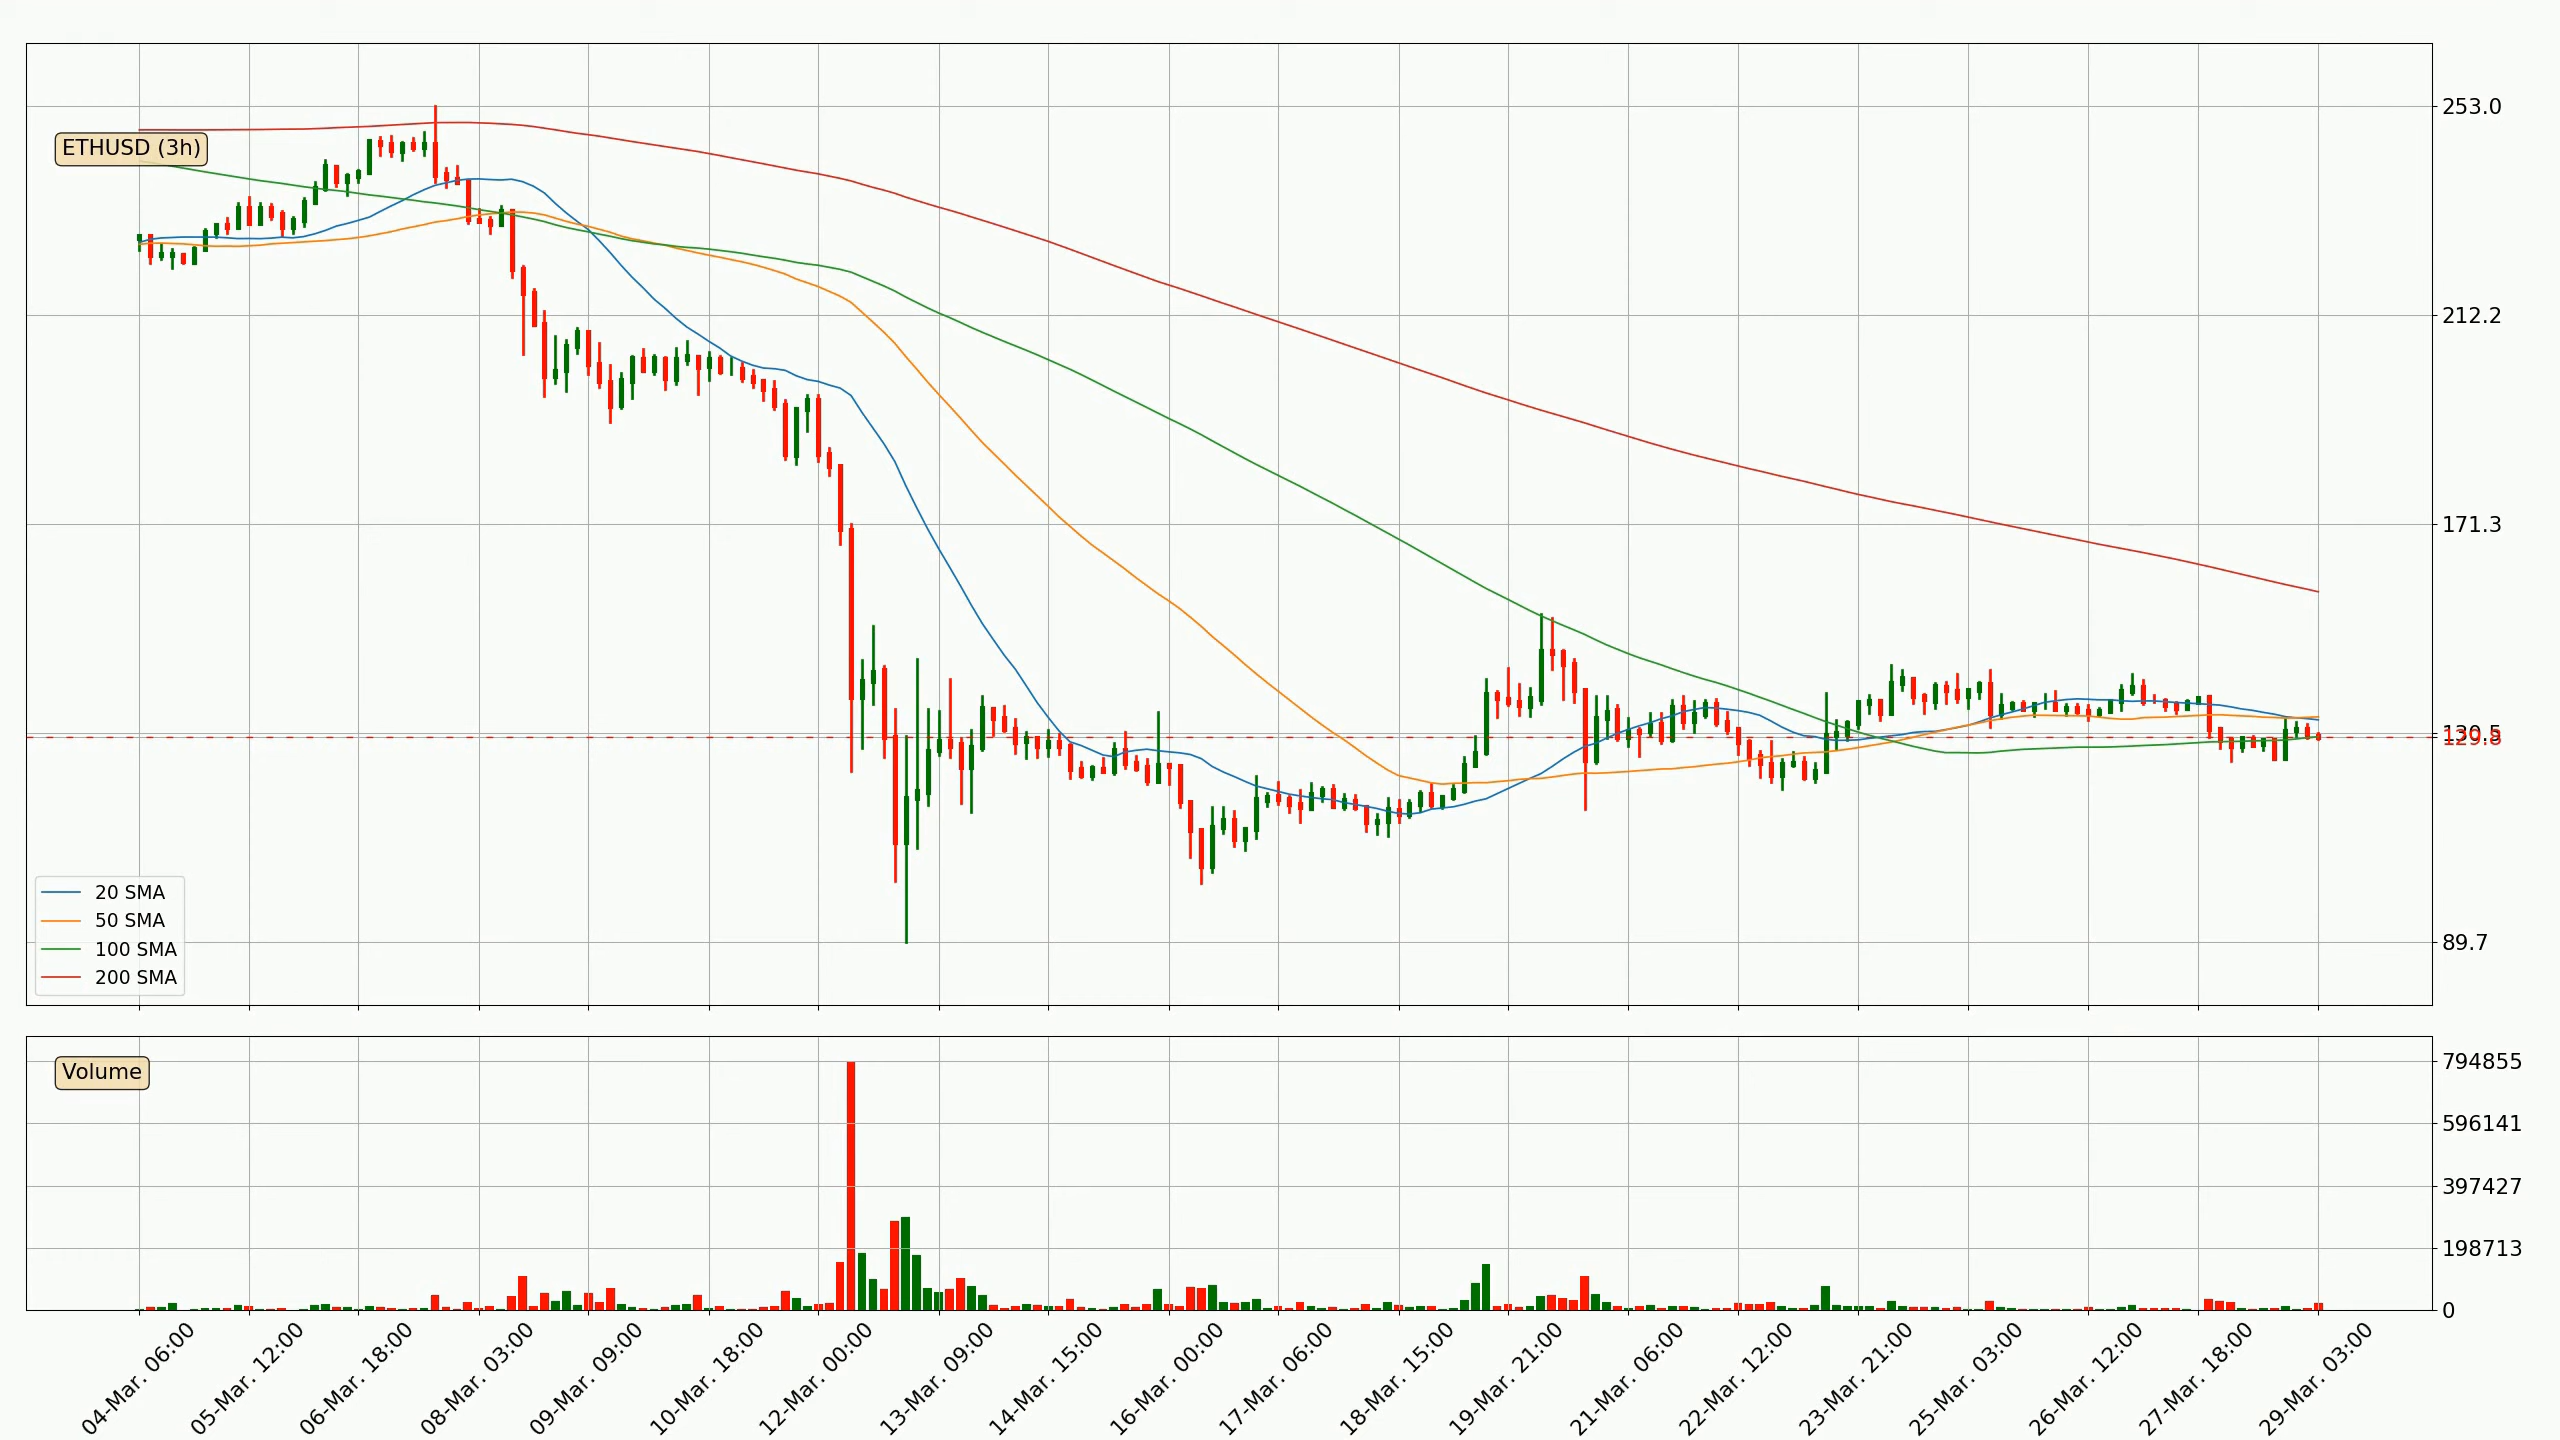 ETHUSD (3h)
253.0
212.2
171.3
130.5
129.8
89.7
20 SMA
50 SMA
100 SMA
200 SMA
Volume
794855
596141
397427
198713
0
04-Mar. 06:00
05-Mar. 12:00
06-Mar. 18:00
08-Mar. 03:00
09-Mar. 09:00
10-Mar. 18:00
12-Mar. 00:00
13-Mar. 09:00
14-Mar. 15:00
16-Mar. 00:00
17-Mar. 06:00
18-Mar. 15:00
19-Mar. 21:00
21-Mar. 06:00
22-Mar. 12:00
23-Mar. 21:00
25-Mar. 03:00
26-Mar. 12:00
27-Mar. 18:00
29-Mar. 03:00